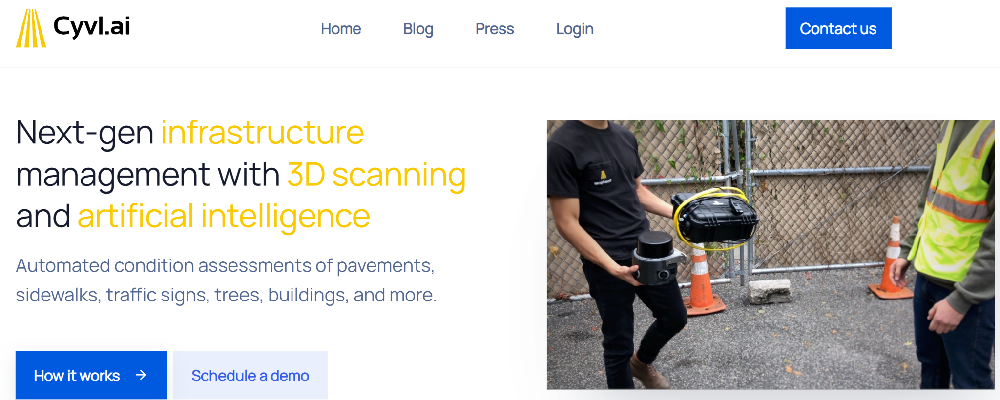 Cyvl.ai
Home
Blog
Press
Login
Contact us
Next-gen infrastructure
management with 3D scanning
and artificial intelligence
Automated condition assessments of pavements,
sidewalks, traffic signs, trees, buildings, and more.
How it works →
Schedule a demo